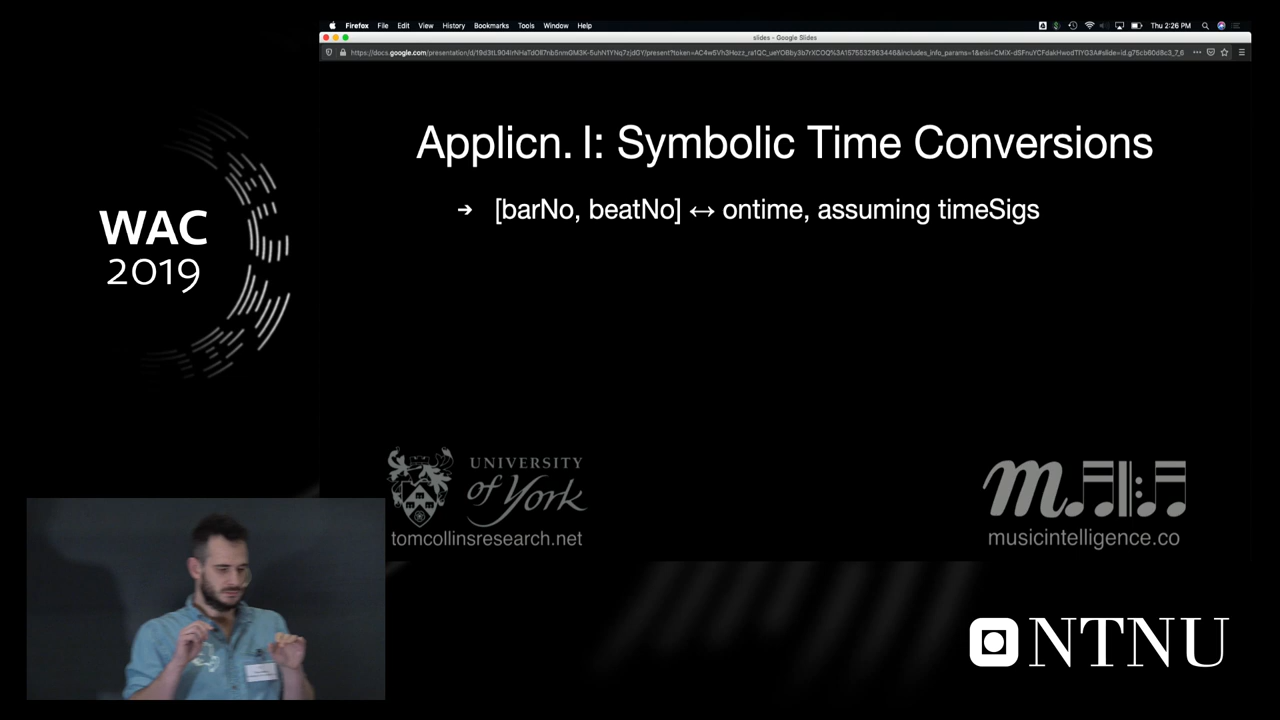 Firefox File Edit View History Bookmarks Tools Window Help
Thu 2:26 PM
slides - Google Slides
Applicn. I: Symbolic Time Conversions
➔ [barNo, beatNo] ↔ ontime, assuming timeSigs
WAC
2019
UNIVERSITY
of York
tomcollinsresearch.net
musicintelligence.co
NTNU